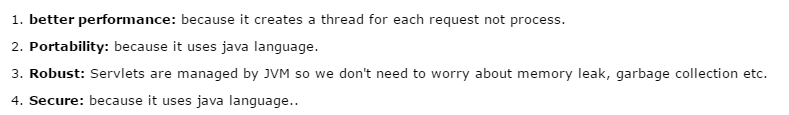 1. better performance: because it creates a thread for each request not process.
2. Portability: because it uses java language.
3. Robust: Servlets are managed by JVM so we don't need to worry about memory leak, garbage collection etc.
4. Secure: because it uses java language..